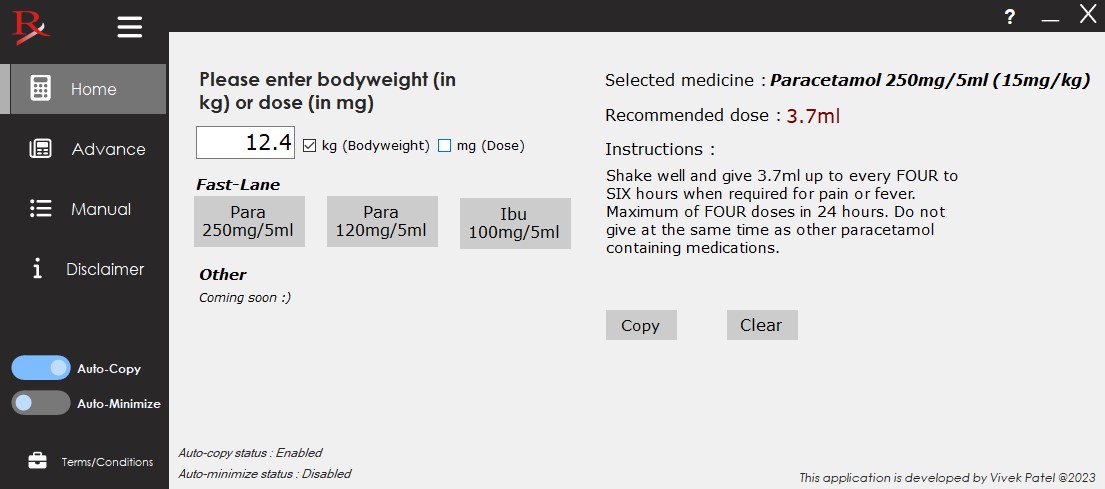 Rx
?
Home
Advance
Manual
Disclaimer
Auto-Copy
Auto-Minimize
Terms/Conditions
Please enter bodyweight (in
kg) or dose (in mg)
12.4
kg (Bodyweight)
mg (Dose)
Fast-Lane
Para
250mg/5ml
Para
120mg/5ml
Ibu
100mg/5ml
Other
Coming soon :)
Auto-copy status : Enabled
Auto-minimize status : Disabled
Selected medicine : Paracetamol 250mg/5ml (15mg/kg)
Recommended dose : 3.7ml
Instructions :
Shake well and give 3.7ml up to every FOUR to
SIX hours when required for pain or fever.
Maximum of FOUR doses in 24 hours. Do not
give at the same time as other paracetamol
containing medications.
Copy
Clear
This application is developed by Vivek Patel @2023